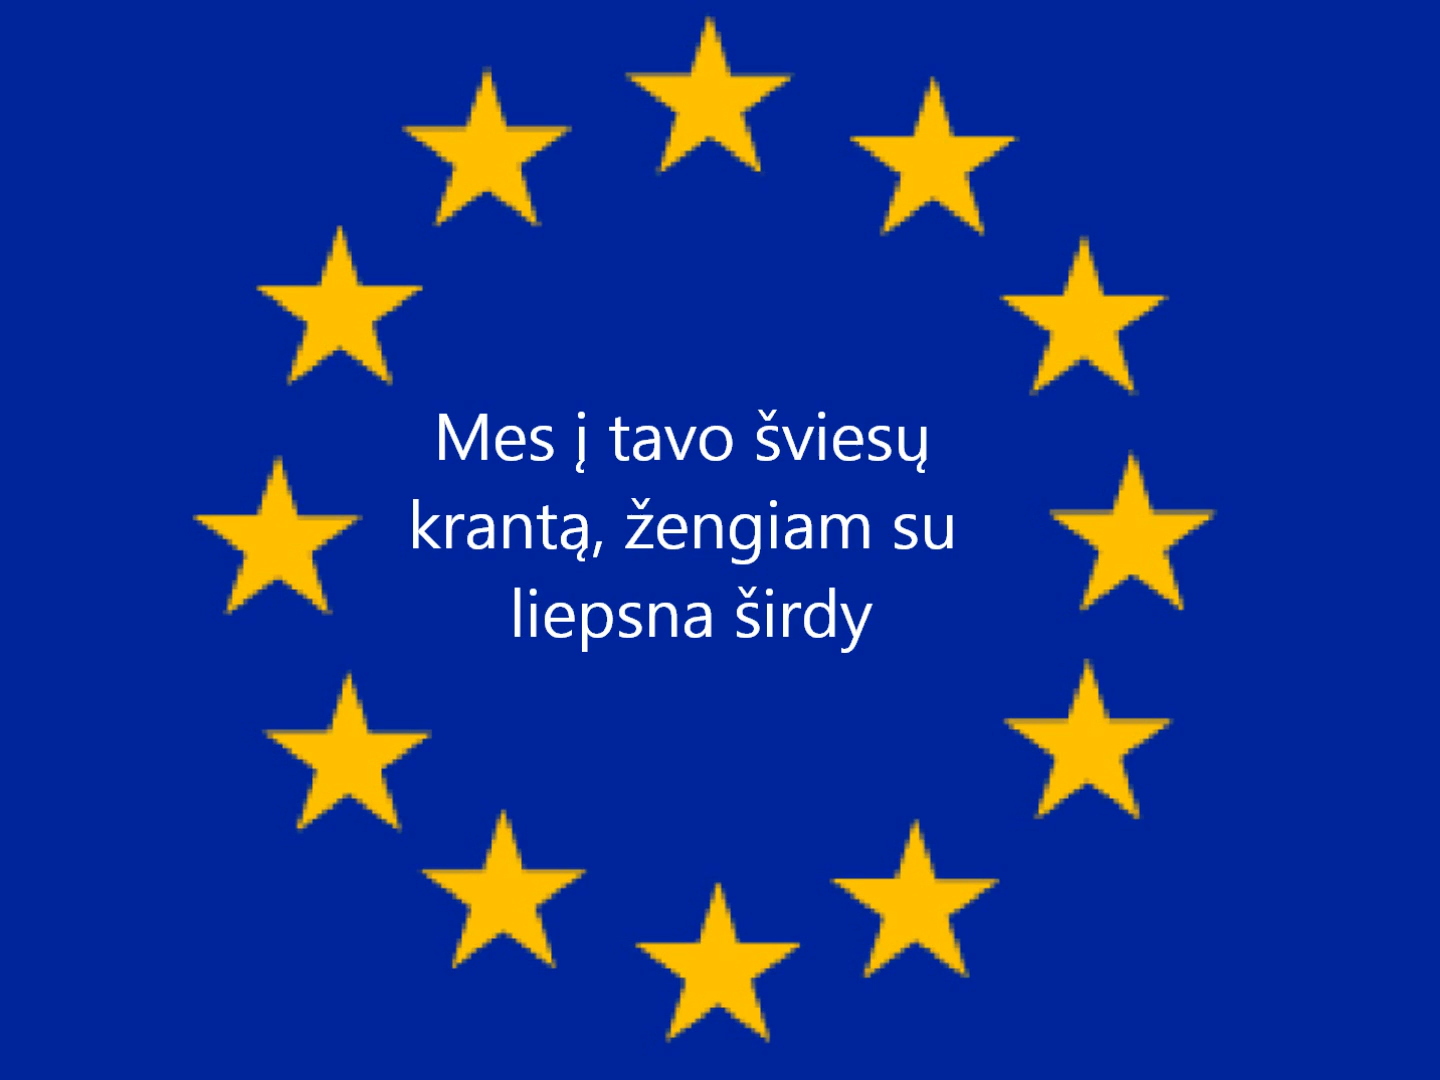 Mes į tavo šviesų
krantą, žengiam su
liepsna širdy